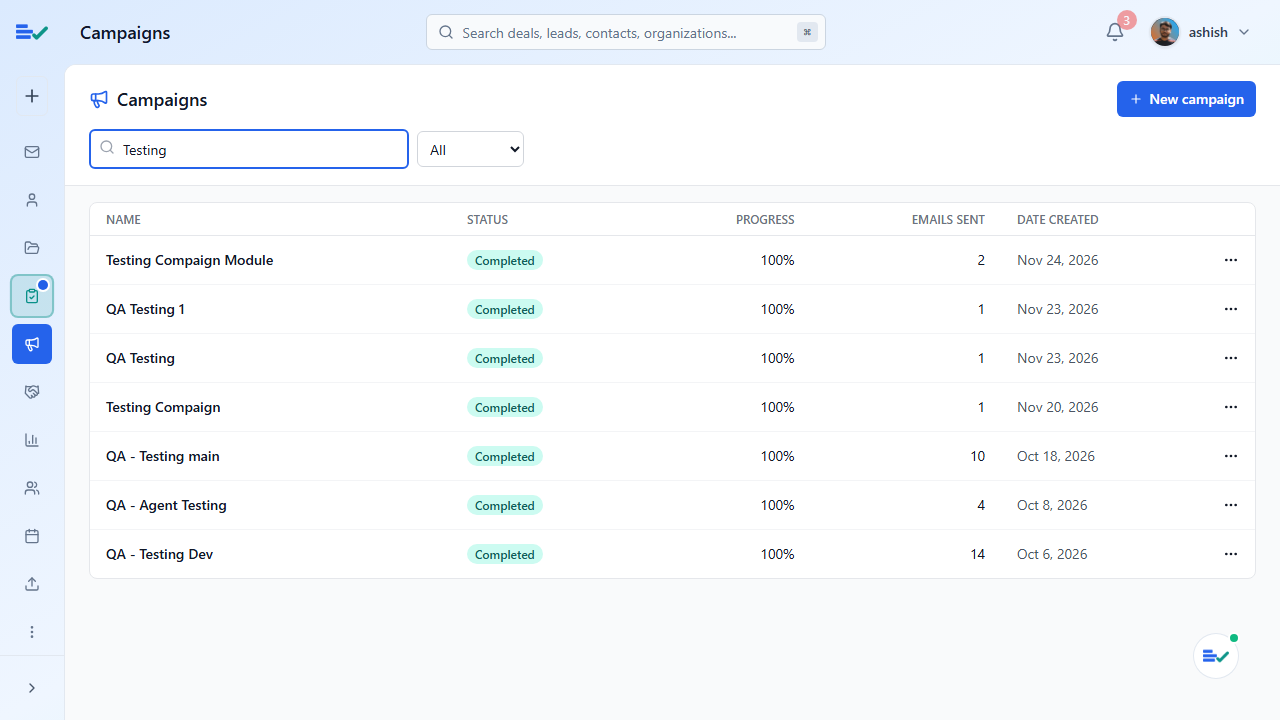 Campaigns
Search deals, leads, contacts, organizations...
⌘
3
ashish
Campaigns
New campaign
Testing
All
NAME STATUS PROGRESS EMAILS SENT DATE CREATED
Testing Compaign Module Completed 100% 2 Nov 24, 2026
QA Testing 1 Completed 100% 1 Nov 23, 2026
QA Testing Completed 100% 1 Nov 23, 2026
Testing Compaign Completed 100% 1 Nov 20, 2026
QA - Testing main Completed 100% 10 Oct 18, 2026
QA - Agent Testing Completed 100% 4 Oct 8, 2026
QA - Testing Dev Completed 100% 14 Oct 6, 2026